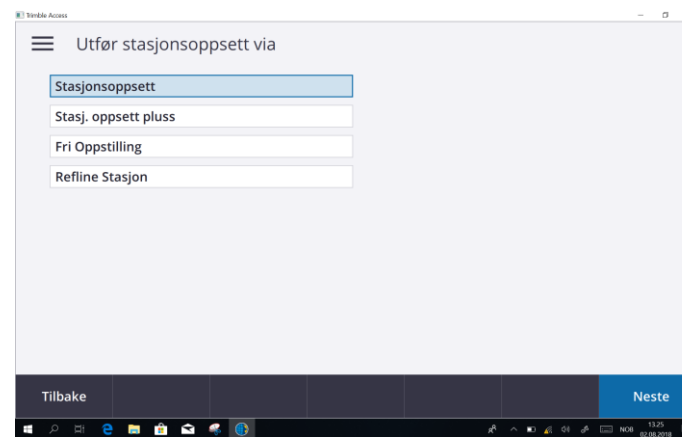 Trimble Access
Utfør stasjonsoppsett via
Stasjonsoppsett
Stasj. oppsett pluss
Fri Oppstilling
Refline Stasjon
Tilbake
Neste
NOB
13.25
02.08.2018